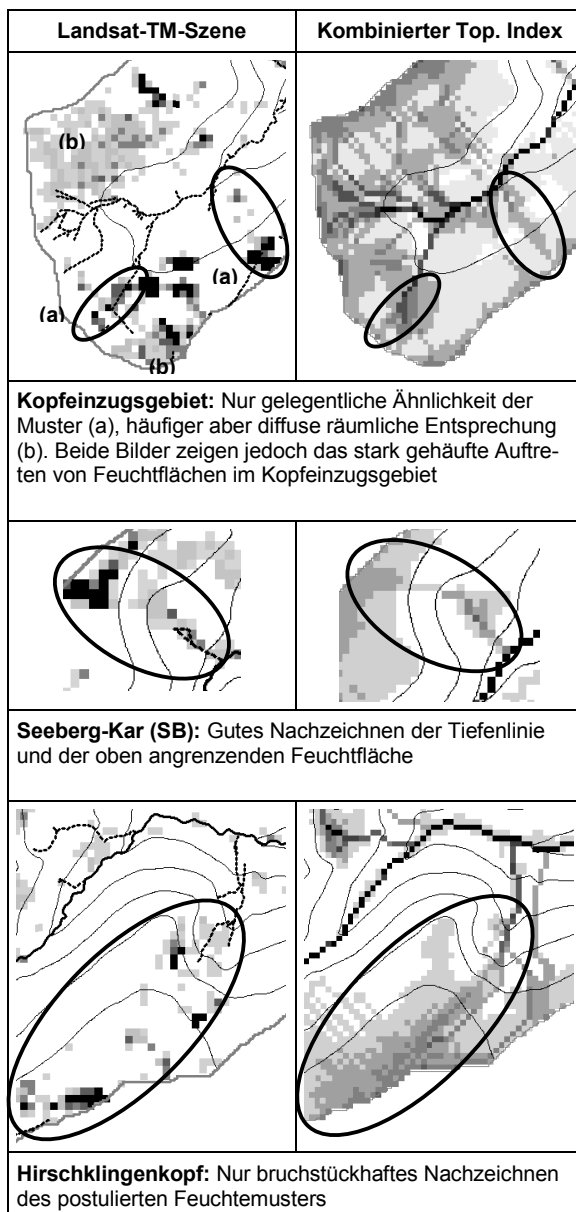 Landsat-TM-Szene
Kombinierter Top. Index
(b)
(a)
(a)
(b)
Kopfeinzugsgebiet: Nur gelegentliche Ähnlichkeit der
Muster (a), häufiger aber diffuse räumliche Entsprechung
(b). Beide Bilder zeigen jedoch das stark gehäufte Auftre-
ten von Feuchtflächen im Kopfeinzugsgebiet
Seeberg-Kar (SB): Gutes Nachzeichnen der Tiefenlinie
und der oben angrenzenden Feuchtfläche
Hirschklingenkopf: Nur bruchstückhaftes Nachzeichnen
des postulierten Feuchtemusters